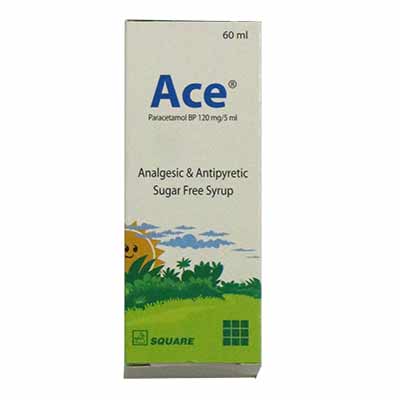 60 ml
Ace®
Paracetamol BP 120 mg/5 ml
Analgesic & Antipyretic
Sugar Free Syrup
SQUARE